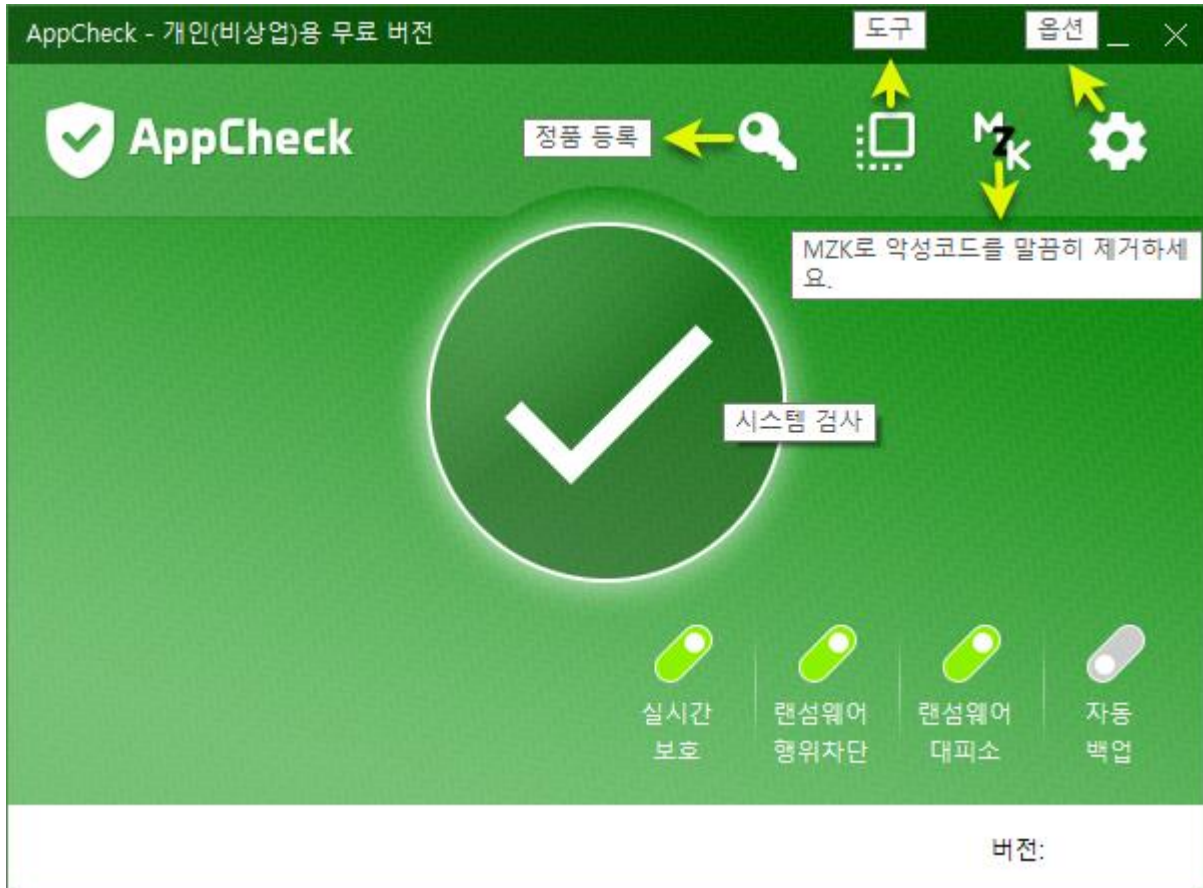 AppCheck - 개인(비상업)용 무료 버전
도구
옵션
AppCheck
정품 등록
MZK
MZK로 악성코드를 말끔히 제거하세
요.
시스템 검사
실시간
보호
랜섬웨어
행위차단
랜섬웨어
대피소
자동
백업
버전: